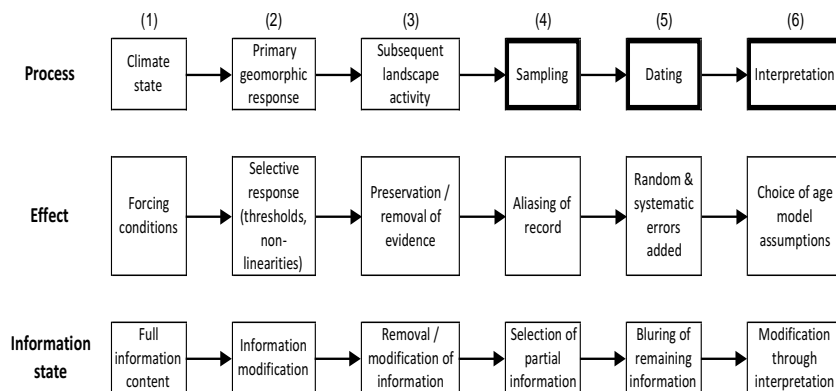 (1) (2) (3) (4) (5) (6)
Process
Climate
state
Primary
geomorphic
response
Subsequent
landscape
activity
Sampling
Dating
Interpretation
Effect
Forcing
conditions
Selective
response
(thresholds,
non-
linearities)
Preservation /
removal of
evidence
Aliasing of
record
Random &
systematic
errors
added
Choice of age
model
assumptions
Information
state
Full
information
content
Information
modification
Removal /
modification of
information
Selection of
partial
information
Bluring of
remaining
information
Modification
through
interpretation